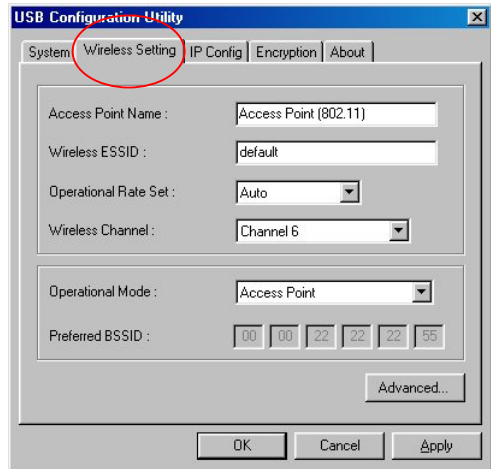 USB Configuration Utility
System Wireless Setting IP Config Encryption About
Access Point Name : Access Point (802.11)
Wireless ESSID : default
Operational Rate Set : Auto
Wireless Channel : Channel 6
Operational Mode : Access Point
Preferred BSSID : 00 00 22 22 22 55
Advanced...
OK Cancel Apply